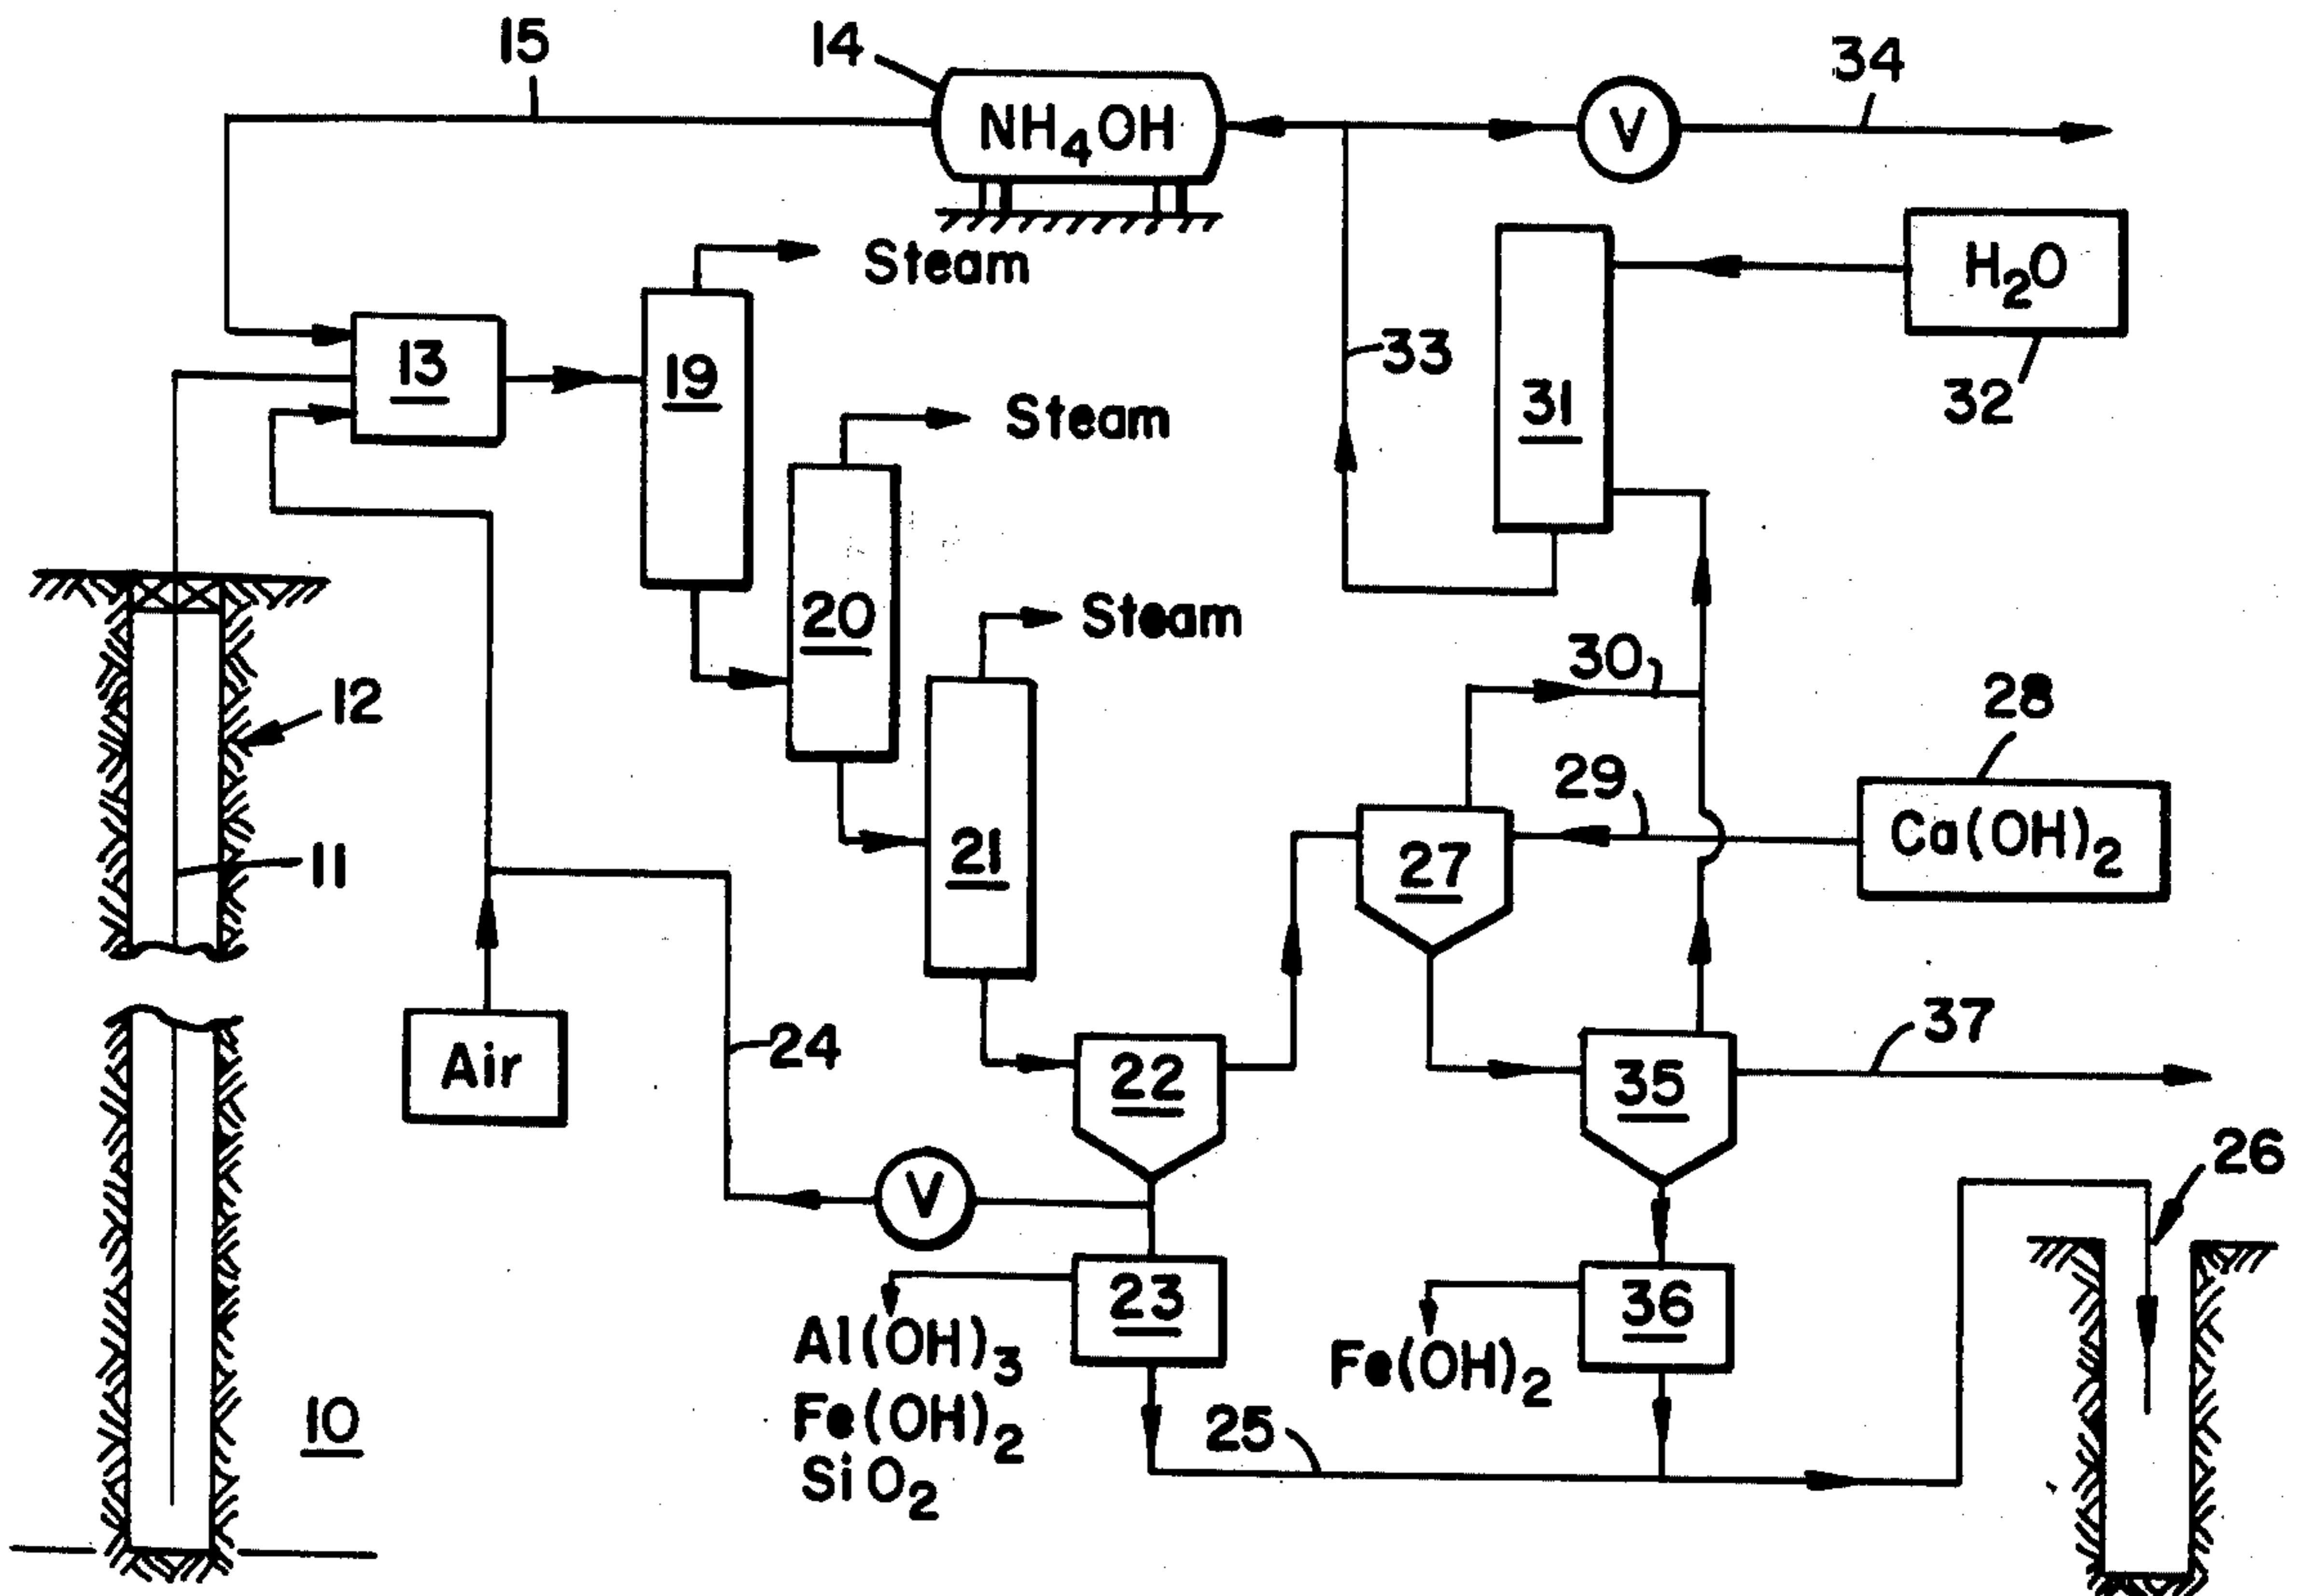 15
14
34
NH4OH
V
Steam
H2O
13
19
33
31
32
Steam
20
Steam
30
12
28
29
21
27
Ca(OH)2
11
37
24
Air
22
35
26
V
23
36
Al(OH)3
Fe(OH)2
Fe(OH)2
SiO2
25
10